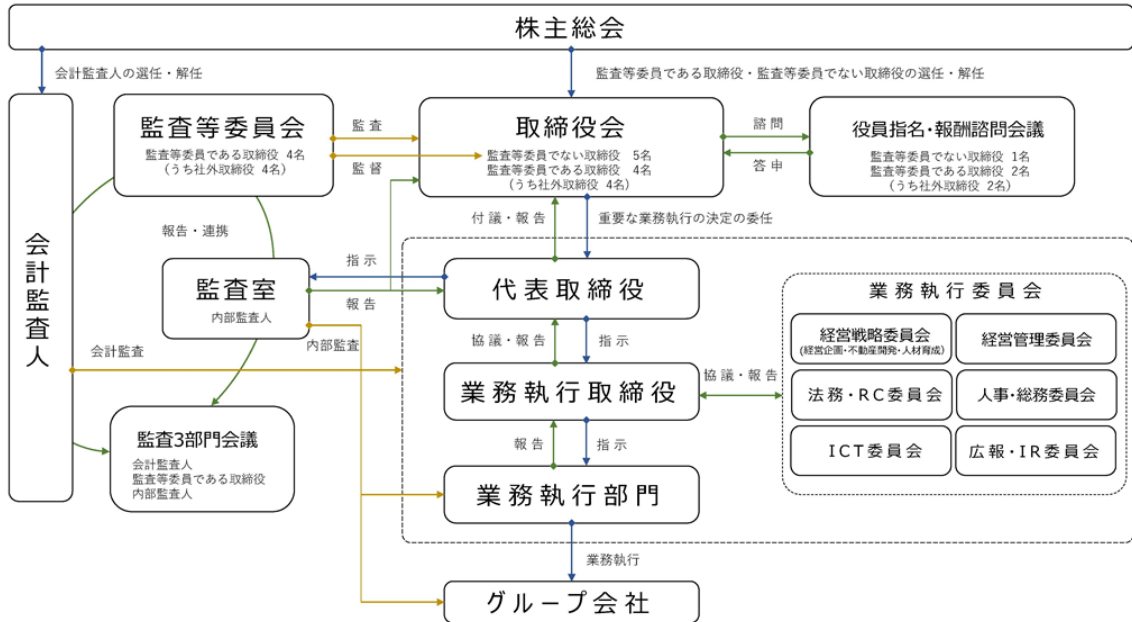 株主総会
会計監査人の選任・解任
監査等委員である取締役・監査等委員でない取締役の選任・解任
会計監査人
監査等委員会
監査等委員である取締役 4名
(うち社外取締役 4名)
監査
監督
取締役会
監査等委員でない取締役 5名
監査等委員である取締役 4名
(うち社外取締役 4名)
諮問
答申
役員指名・報酬諮問会議
監査等委員でない取締役 1名
監査等委員である取締役 2名
(うち社外取締役 2名)
報告・連携
付議・報告
重要な業務執行の決定の委任
監査室
内部監査人
指示
報告
代表取締役
内部監査
会計監査
協議・報告
指示
業務執行取締役
協議・報告
業務執行委員会
経営戦略委員会
(経営企画・不動産開発・人材育成)
経営管理委員会
法務・RC委員会
人事・総務委員会
ICT委員会
広報・IR委員会
報告
指示
監査3部門会議
会計監査人
監査等委員である取締役
内部監査人
業務執行部門
業務執行
グループ会社